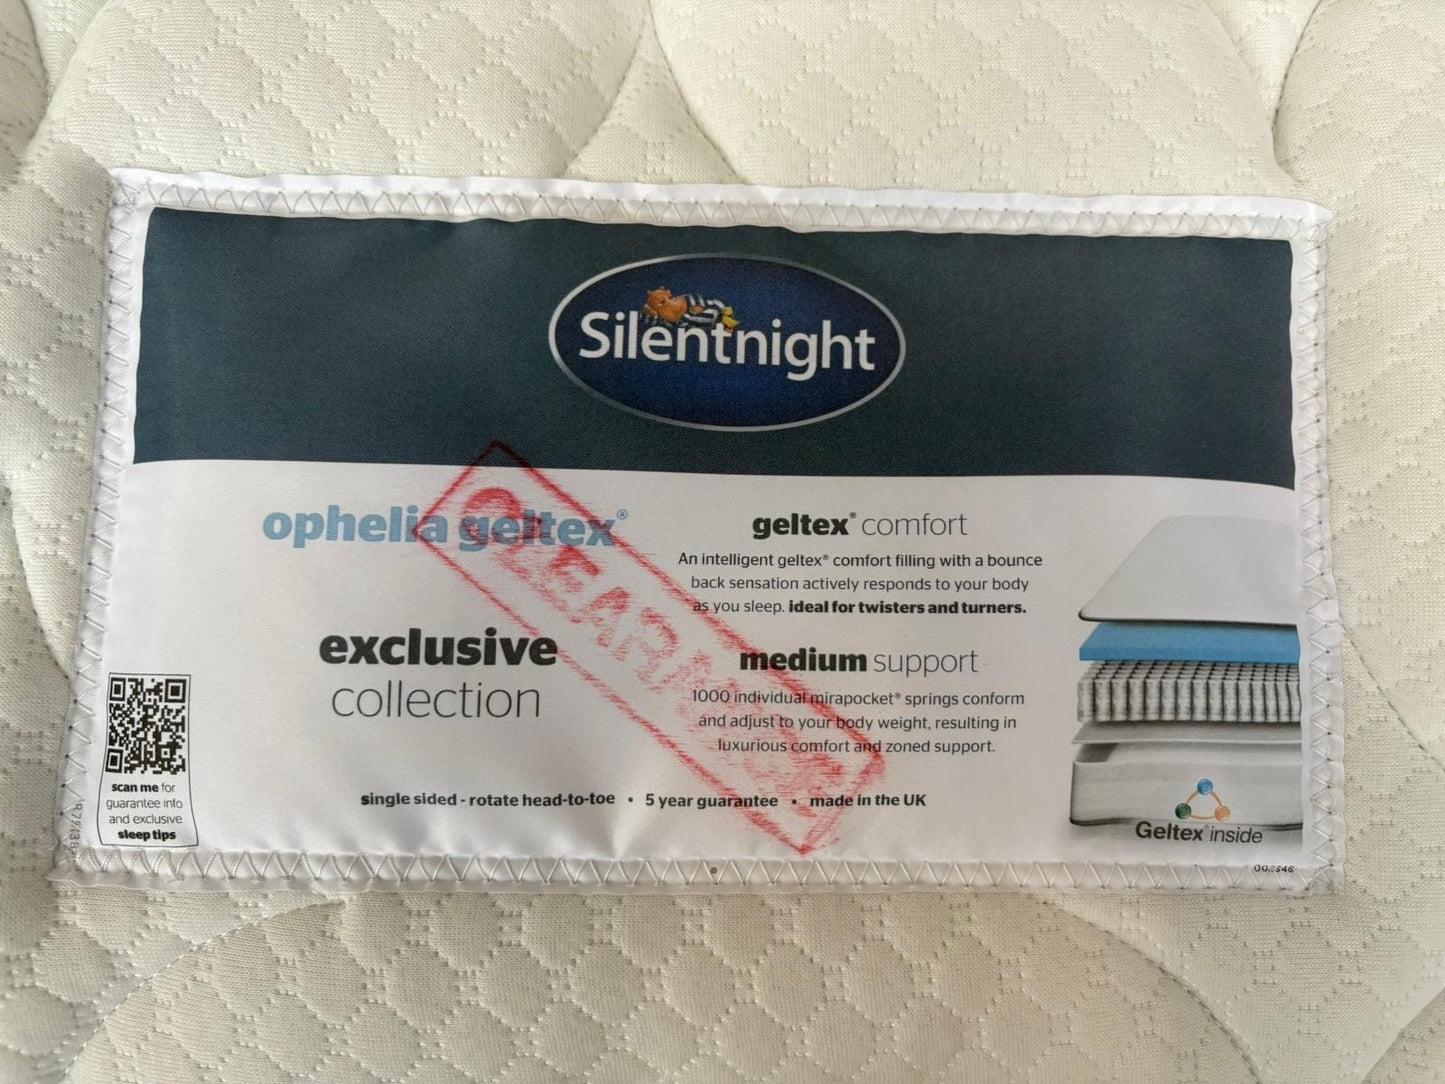 Silentnight
ophelia geltex®
exclusive
collection
geltex® comfort
An intelligent geltex® comfort filling with a bounce
back sensation actively responds to your body
as you sleep. ideal for twisters and turners.
medium support
1000 individual mirapocket® springs conform
and adjust to your body weight, resulting in
luxurious comfort and zoned support.
single sided - rotate head-to-toe • 5 year guarantee • made in the UK
scan me for
guarantee info
and exclusive
sleep tips
Geltex® inside